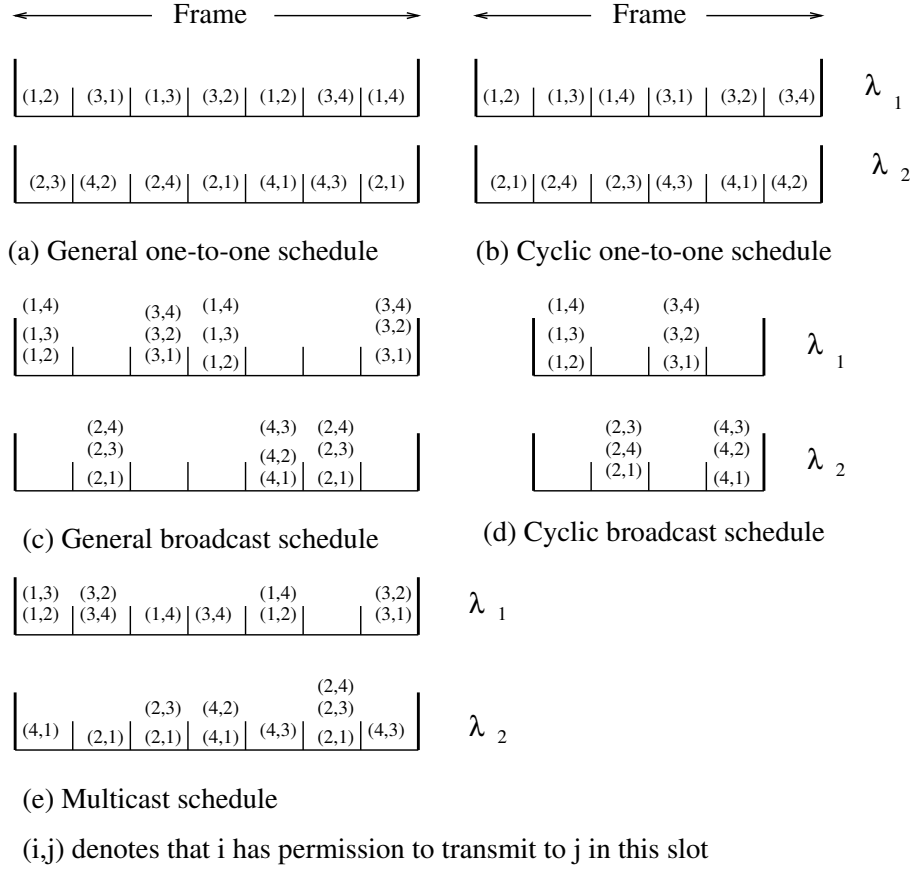 Frame Frame
(1,2) (3,1) (1,3) (3,2) (1,2) (3,4) (1,4)
(1,2) (1,3) (1,4) (3,1) (3,2) (3,4)
λ 1
(2,3) (4,2) (2,4) (2,1) (4,1) (4,3) (2,1)
(2,1) (2,4) (2,3) (4,3) (4,1) (4,2)
λ 2
(a) General one-to-one schedule
(b) Cyclic one-to-one schedule
(1,4) (3,4) (1,4) (3,4)
(1,3) (3,2) (1,3) (3,2)
(1,2) (3,1) (1,2) (3,1)
(1,4) (3,4)
(1,3) (3,2)
(1,2) (3,1)
λ 1
(2,4) (4,3) (2,4)
(2,3) (4,2) (2,3)
(2,1) (4,1) (2,1)
(2,3) (4,3)
(2,4) (4,2)
(2,1) (4,1)
λ 2
(c) General broadcast schedule
(d) Cyclic broadcast schedule
(1,3) (3,2) (1,4) (3,2)
(1,2) (3,4) (1,4) (3,4) (1,2) (3,1)
λ 1
(2,4)
(2,3) (4,2) (2,3)
(4,1) (2,1) (2,1) (4,1) (4,3) (2,1) (4,3)
λ 2
(e) Multicast schedule
(i,j) denotes that i has permission to transmit to j in this slot